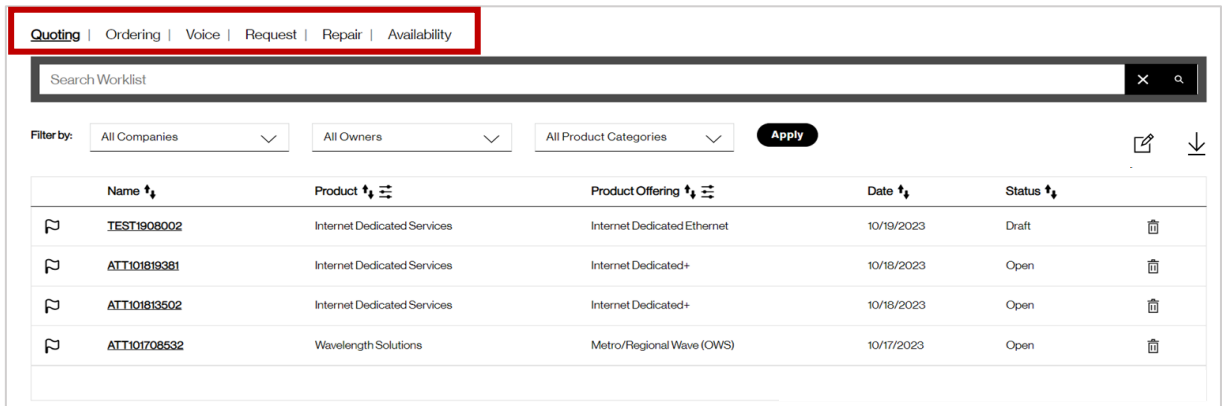 Quoting | Ordering | Voice | Request | Repair | Availability
Search Worklist
Filter by: All Companies All Owners All Product Categories Apply
Name Product Product Offering Date Status
TEST1908002 Internet Dedicated Services Internet Dedicated Ethernet 10/19/2023 Draft
ATT101819381 Internet Dedicated Services Internet Dedicated+ 10/18/2023 Open
ATT101813502 Internet Dedicated Services Internet Dedicated+ 10/18/2023 Open
ATT101708532 Wavelength Solutions Metro/Regional Wave (OWS) 10/17/2023 Open